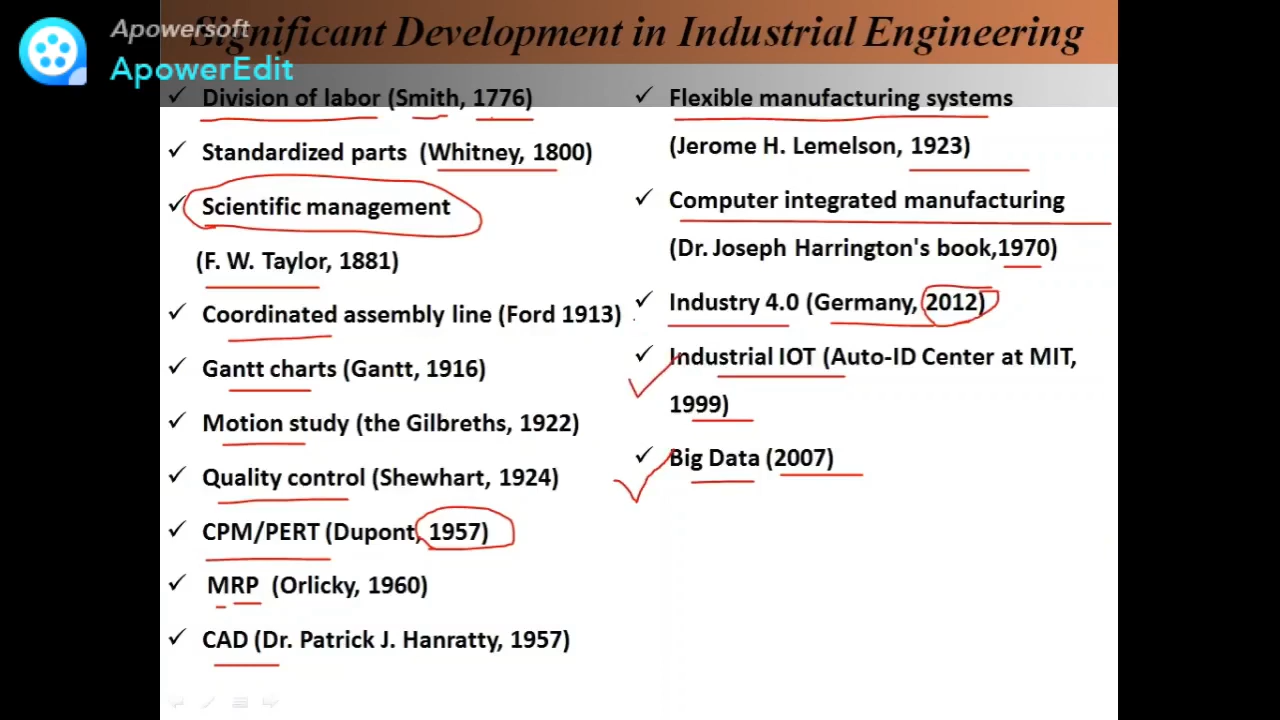 Apowersoft
ApowerEdit
Significant Development in Industrial Engineering
✓ Division of labor (Smith, 1776)
✓ Standardized parts (Whitney, 1800)
✓ Scientific management
(F. W. Taylor, 1881)
✓ Coordinated assembly line (Ford 1913)
✓ Gantt charts (Gantt, 1916)
✓ Motion study (the Gilbreths, 1922)
✓ Quality control (Shewhart, 1924)
✓ CPM/PERT (Dupont, 1957)
✓ MRP (Orlicky, 1960)
✓ CAD (Dr. Patrick J. Hanratty, 1957)
✓ Flexible manufacturing systems
(Jerome H. Lemelson, 1923)
✓ Computer integrated manufacturing
(Dr. Joseph Harrington's book,1970)
✓ Industry 4.0 (Germany, 2012)
✓ Industrial IOT (Auto-ID Center at MIT,
1999)
✓ Big Data (2007)